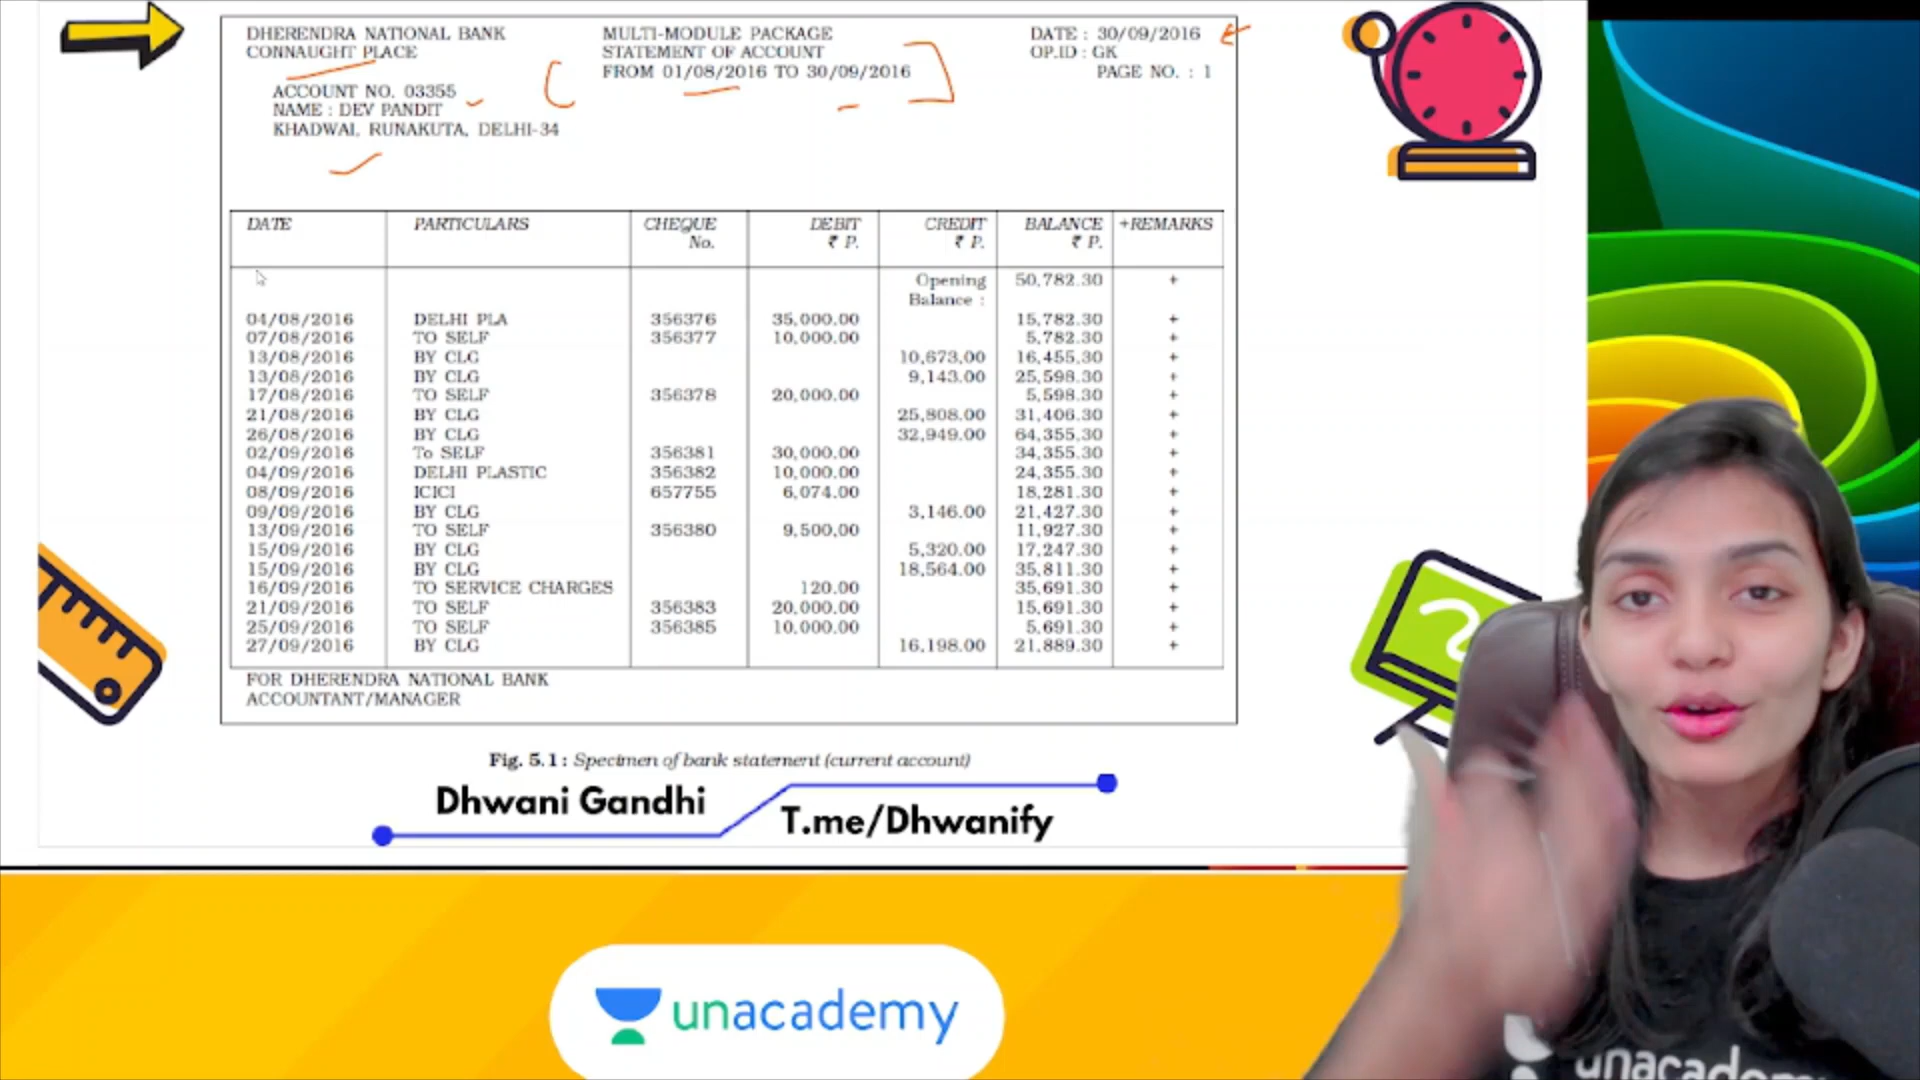 DHERENDRA NATIONAL BANK MULTI-MODULE PACKAGE DATE : 30/09/2016
CONNAUGHT PLACE STATEMENT OF ACCOUNT OP.ID : GK
FROM 01/08/2016 TO 30/09/2016 PAGE NO. : 1
ACCOUNT NO. 03355
NAME : DEV PANDIT
KHADWAI, RUNAKUTA, DELHI-34
DATE PARTICULARS CHEQUE DEBIT CREDIT BALANCE +REMARKS
No. ₹ P. ₹ P. ₹ P.
Opening 50,782.30 +
Balance :
04/08/2016 DELHI PLA 356376 35,000.00 15,782.30 +
07/08/2016 TO SELF 356377 10,000.00 5,782.30 +
13/08/2016 BY CLG 10,673,00 16,455.30 +
13/08/2016 BY CLG 9,143.00 25,598.30 +
17/08/2016 TO SELF 356378 20,000.00 5,598.30 +
21/08/2016 BY CLG 25,808.00 31,406.30 +
26/08/2016 BY CLG 32,949.00 64,355.30 +
02/09/2016 To SELF 356381 30,000.00 34,355.30 +
04/09/2016 DELHI PLASTIC 356382 10,000.00 24,355.30 +
08/09/2016 ICICI 657755 6,074.00 18,281.30 +
09/09/2016 BY CLG 3,146.00 21,427.30 +
13/09/2016 TO SELF 356380 9,500,00 11,927.30 +
15/09/2016 BY CLG 5,320.00 17,247.30 +
15/09/2016 BY CLG 18,564.00 35,811.30 +
16/09/2016 TO SERVICE CHARGES 120.00 35,691.30 +
21/09/2016 TO SELF 356383 20,000.00 15,691.30 +
25/09/2016 TO SELF 356385 10,000.00 5,691.30 +
27/09/2016 BY CLG 16,198.00 21,889.30 +
FOR DHERENDRA NATIONAL BANK
ACCOUNTANT/MANAGER
Fig. 5.1 : Specimen of bank statement (current account)
Dhwani Gandhi
T.me/Dhwanify
unacademy
unacademy